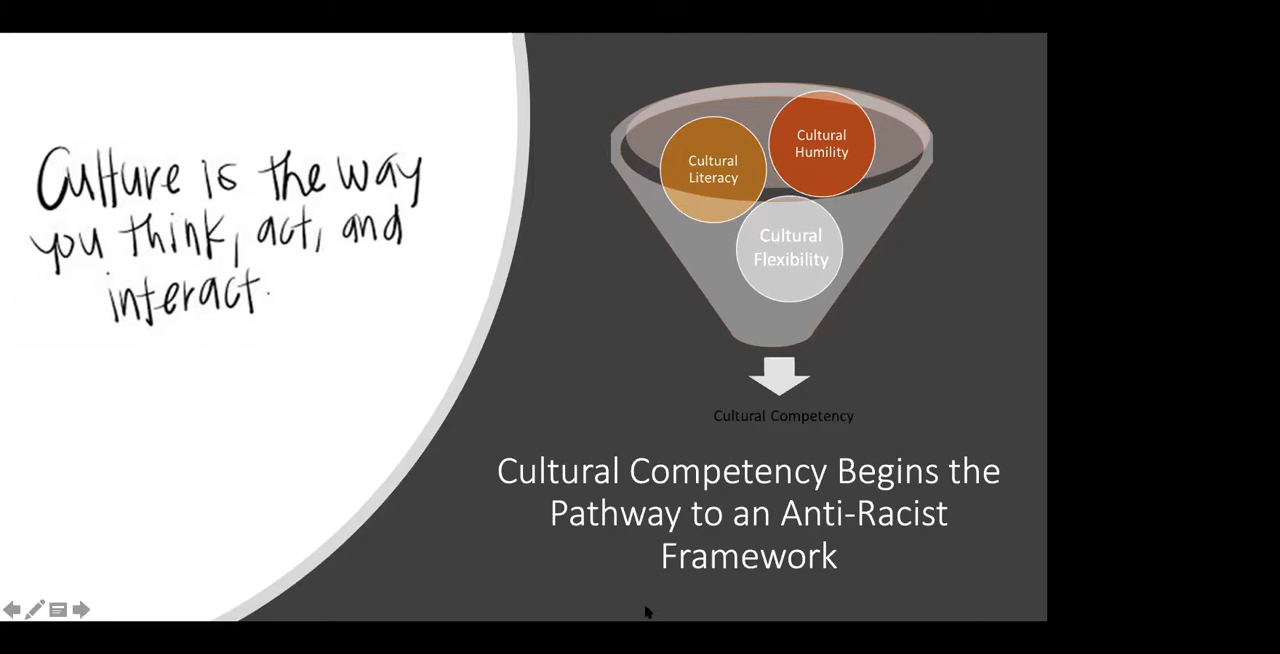 Culture is the way
you think, act, and
interact.
Cultural
Literacy
Cultural
Humility
Cultural
Flexibility
Cultural Competency
Cultural Competency Begins the
Pathway to an Anti-Racist
Framework